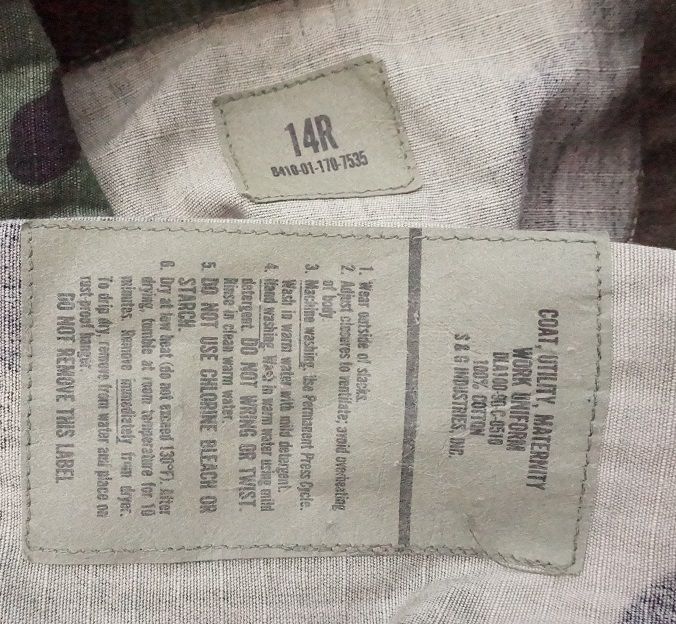 14R
8410-01-170-7535
COAT, UTILITY, MATERNITY
WORK UNIFORM
DLA100-90-C-0510
100% COTTON
S & G INDUSTRIES, INC.
1. Wear outside of slacks.
2. Adjust closures to ventilate; avoid overheating
of body.
3. Machine washing. Use Permanent Press Cycle.
Wash in warm water with mild detergent.
4. Hand washing. Wash in warm water using mild
detergent. DO NOT WRING OR TWIST.
Rinse in clean warm water.
5. DO NOT USE CHLORINE BLEACH OR
STARCH.
6. Dry at low heat (do not exceed 130°F). After
drying, tumble at room temperature for 10
minutes. Remove immediately from dryer.
To drip dry, remove from water and place on
rust-proof hanger.
DO NOT REMOVE THIS LABEL